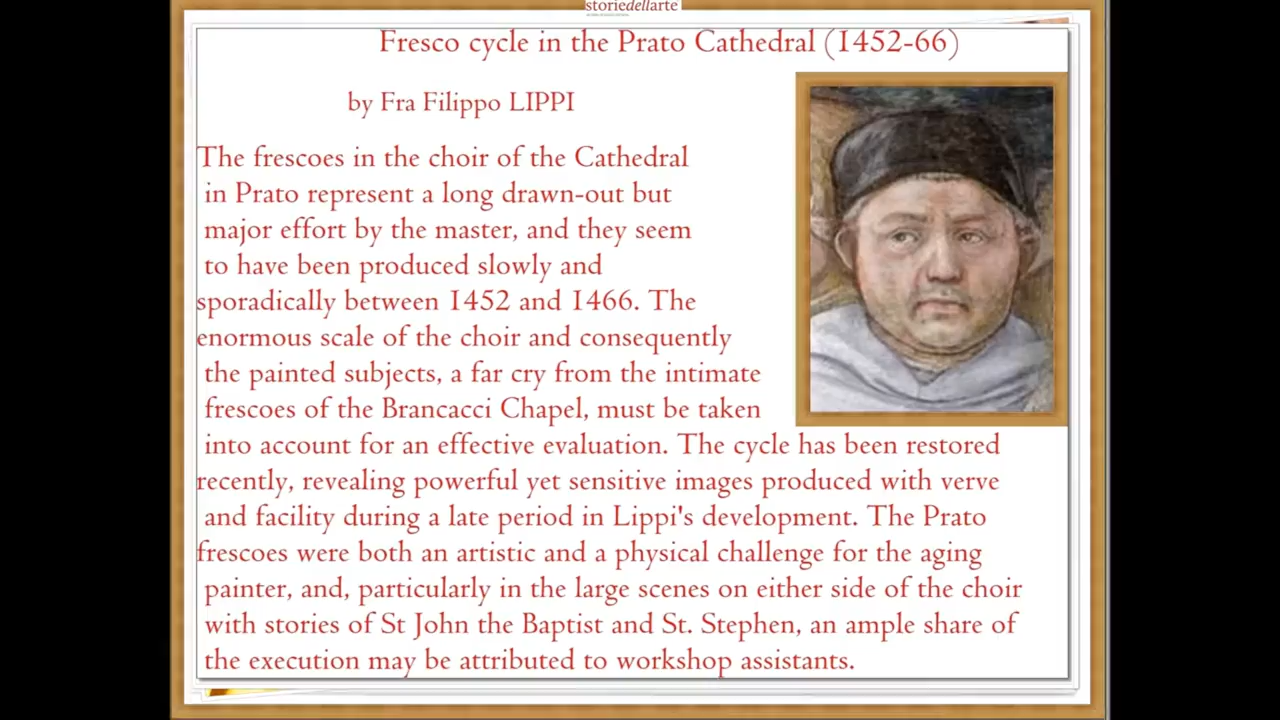 storiedellarte
Fresco cycle in the Prato Cathedral (1452-66)
by Fra Filippo LIPPI
The frescoes in the choir of the Cathedral
in Prato represent a long drawn-out but
major effort by the master, and they seem
to have been produced slowly and
sporadically between 1452 and 1466. The
enormous scale of the choir and consequently
the painted subjects, a far cry from the intimate
frescoes of the Brancacci Chapel, must be taken
into account for an effective evaluation. The cycle has been restored
recently, revealing powerful yet sensitive images produced with verve
and facility during a late period in Lippi's development. The Prato
frescoes were both an artistic and a physical challenge for the aging
painter, and, particularly in the large scenes on either side of the choir
with stories of St John the Baptist and St. Stephen, an ample share of
the execution may be attributed to workshop assistants.